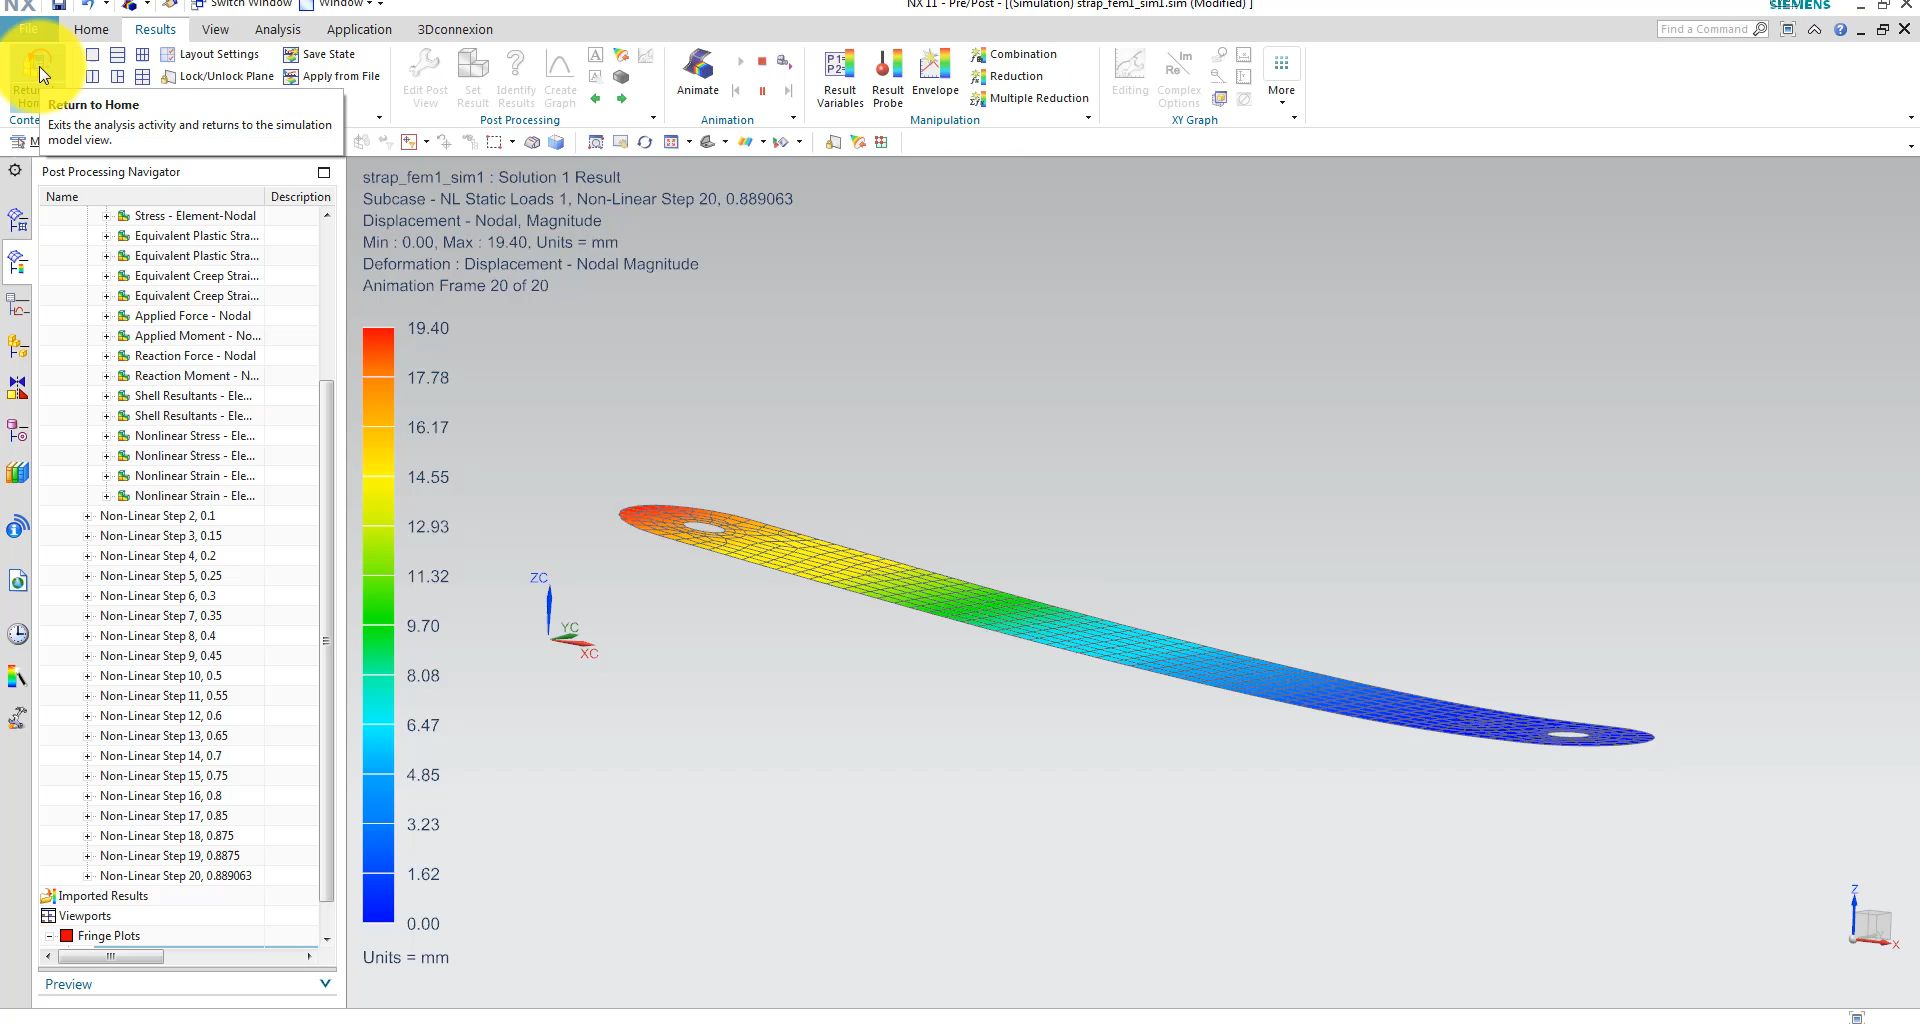 NX
Switch Window
Window
NX 11 - Pre/Post - [(Simulation) strap_fem1_sim1.sim (Modified) ]
SIEMENS
File
Home
Results
View
Analysis
Application
3Dconnexion
Find a Command
Layout Settings
Save State
Lock/Unlock Plane
Apply from File
Edit Post
View
Set
Result
Identify
Results
Create
Graph
Post Processing
Animate
Animation
Result
Variables
Result
Probe
Envelope
Combination
Reduction
Multiple Reduction
Manipulation
Editing
Complex
Options
More
XY Graph
Return to Home
Exits the analysis activity and returns to the simulation
model view.
Post Processing Navigator
Name
Description
Stress - Element-Nodal
Equivalent Plastic Stra...
Equivalent Plastic Stra...
Equivalent Creep Strai...
Equivalent Creep Strai...
Applied Force - Nodal
Applied Moment - No...
Reaction Force - Nodal
Reaction Moment - N...
Shell Resultants - Ele...
Shell Resultants - Ele...
Nonlinear Stress - Ele...
Nonlinear Stress - Ele...
Nonlinear Strain - Ele...
Nonlinear Strain - Ele...
Non-Linear Step 2, 0.1
Non-Linear Step 3, 0.15
Non-Linear Step 4, 0.2
Non-Linear Step 5, 0.25
Non-Linear Step 6, 0.3
Non-Linear Step 7, 0.35
Non-Linear Step 8, 0.4
Non-Linear Step 9, 0.45
Non-Linear Step 10, 0.5
Non-Linear Step 11, 0.55
Non-Linear Step 12, 0.6
Non-Linear Step 13, 0.65
Non-Linear Step 14, 0.7
Non-Linear Step 15, 0.75
Non-Linear Step 16, 0.8
Non-Linear Step 17, 0.85
Non-Linear Step 18, 0.875
Non-Linear Step 19, 0.8875
Non-Linear Step 20, 0.889063
Imported Results
Viewports
Fringe Plots
Preview
strap_fem1_sim1 : Solution 1 Result
Subcase - NL Static Loads 1, Non-Linear Step 20, 0.889063
Displacement - Nodal, Magnitude
Min : 0.00, Max : 19.40, Units = mm
Deformation : Displacement - Nodal Magnitude
Animation Frame 20 of 20
19.40
17.78
16.17
14.55
12.93
11.32
9.70
8.08
6.47
4.85
3.23
1.62
0.00
Units = mm
ZC
YC
XC
Z
Y
X